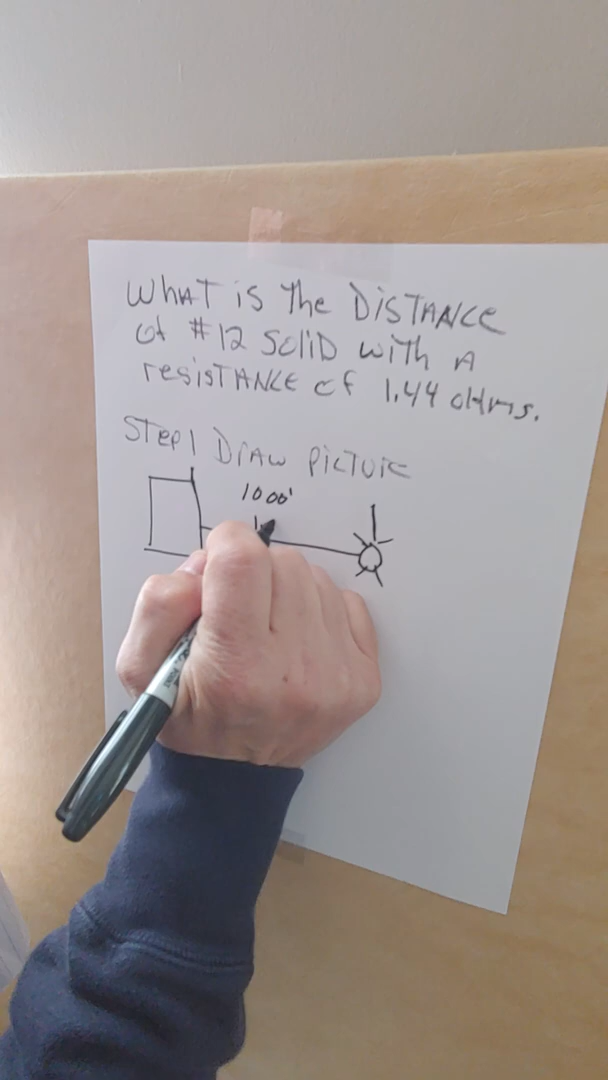 WHAT is The DISTANCE
of #12 SOLID WITH A
resISTANCE of 1.44 OHms.
STEP 1 DRAW PICTURE
1000'